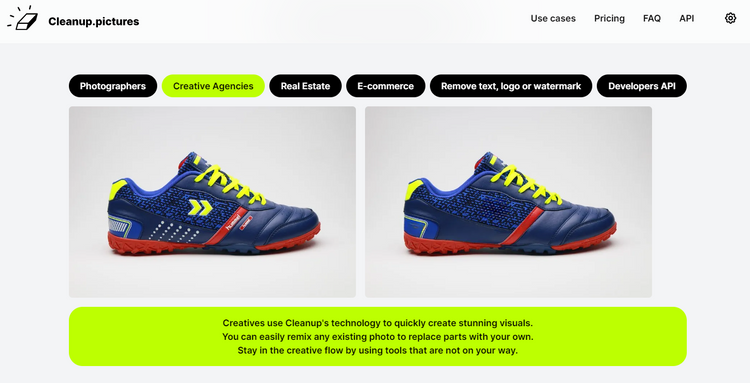 Cleanup.pictures
Use cases
Pricing
FAQ
API
Photographers
Creative Agencies
Real Estate
E-commerce
Remove text, logo or watermark
Developers API
hummel
Creatives use Cleanup's technology to quickly create stunning visuals.
You can easily remix any existing photo to replace parts with your own.
Stay in the creative flow by using tools that are not on your way.